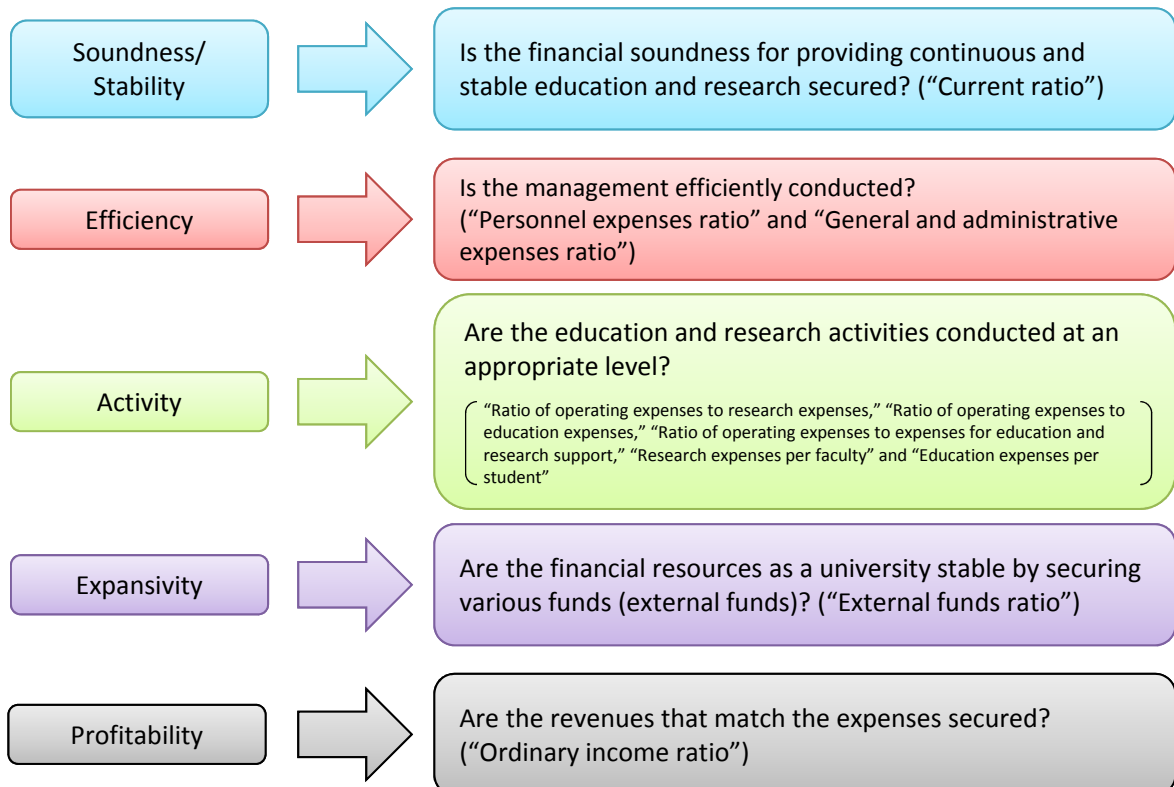 Soundness/
Stability
Is the financial soundness for providing continuous and
stable education and research secured? (“Current ratio”)
Efficiency
Is the management efficiently conducted?
(“Personnel expenses ratio” and “General and administrative
expenses ratio”)
Activity
Are the education and research activities conducted at an
appropriate level?
“Ratio of operating expenses to research expenses,” “Ratio of operating expenses to
education expenses,” “Ratio of operating expenses to expenses for education and
research support,” “Research expenses per faculty” and “Education expenses per
student”
Expansivity
Are the financial resources as a university stable by securing
various funds (external funds)? (“External funds ratio”)
Profitability
Are the revenues that match the expenses secured?
(“Ordinary income ratio”)